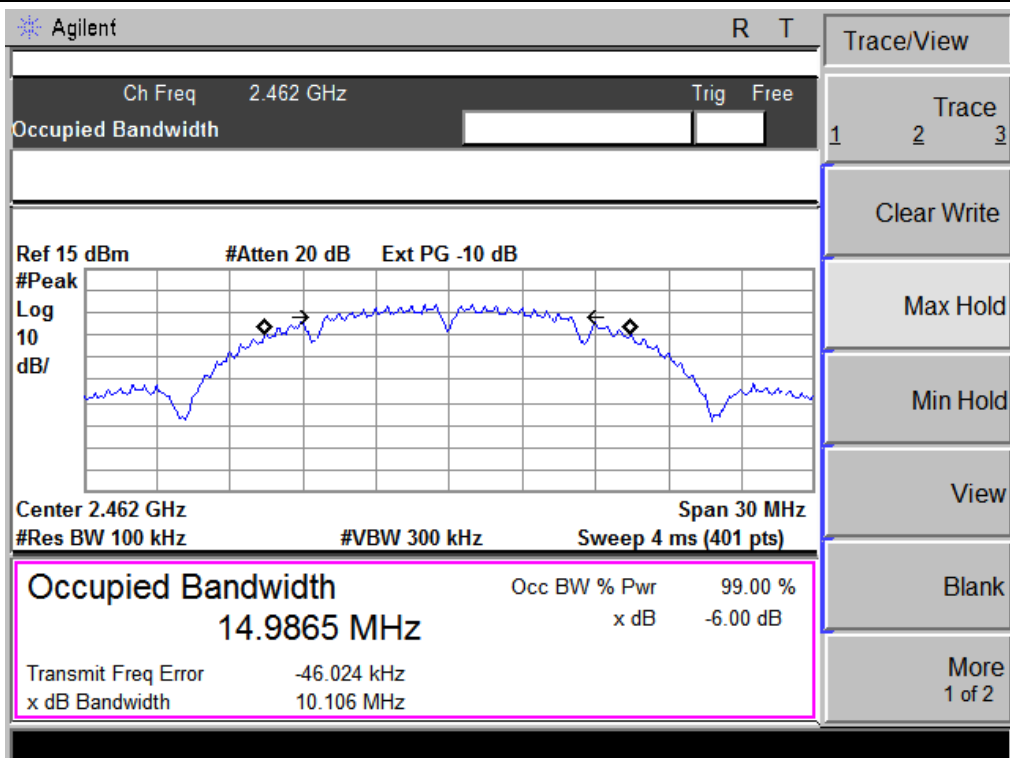 Agilent R T
Ch Freq 2.462 GHz Trig Free
Occupied Bandwidth
Ref 15 dBm #Atten 20 dB Ext PG -10 dB
#Peak
Log
10
dB/
Center 2.462 GHz Span 30 MHz
#Res BW 100 kHz #VBW 300 kHz Sweep 4 ms (401 pts)
Occupied Bandwidth Occ BW % Pwr 99.00 %
14.9865 MHz x dB -6.00 dB
Transmit Freq Error -46.024 kHz
x dB Bandwidth 10.106 MHz
Trace/View
Trace
1 2 3
Clear Write
Max Hold
Min Hold
View
Blank
More
1 of 2